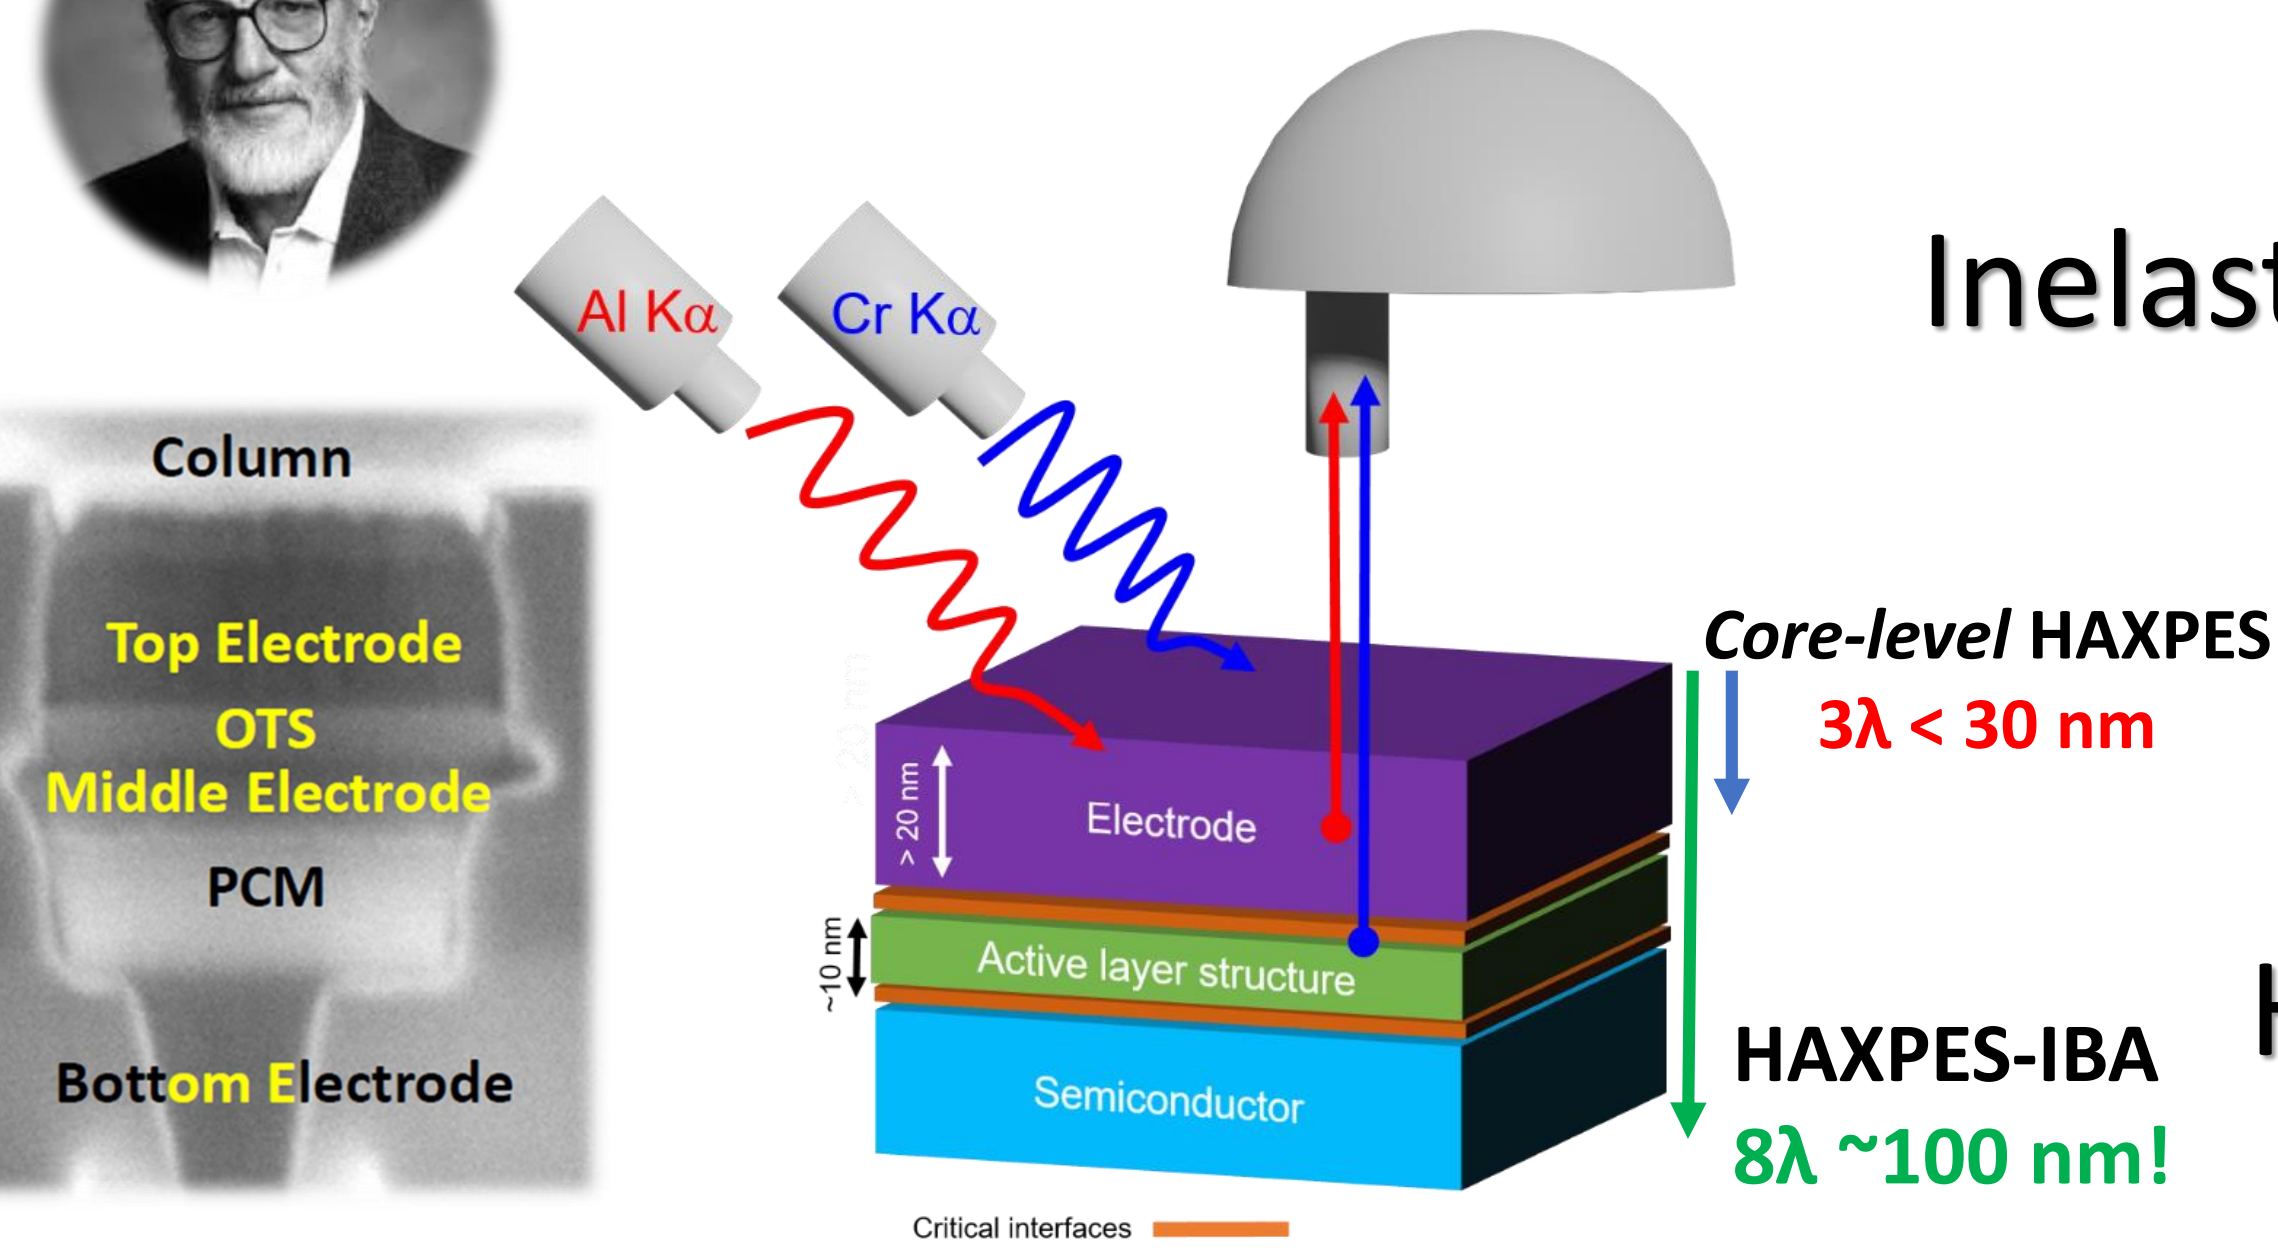 Al Kα
Cr Kα
Inelast
Column
Top Electrode
OTS
Middle Electrode
PCM
Bottom Electrode
> 20 nm
Electrode
~10 nm
Active layer structure
Semiconductor
Critical interfaces
Core-level HAXPES
3λ < 30 nm
HAXPES-IBA
8λ ~100 nm!
H